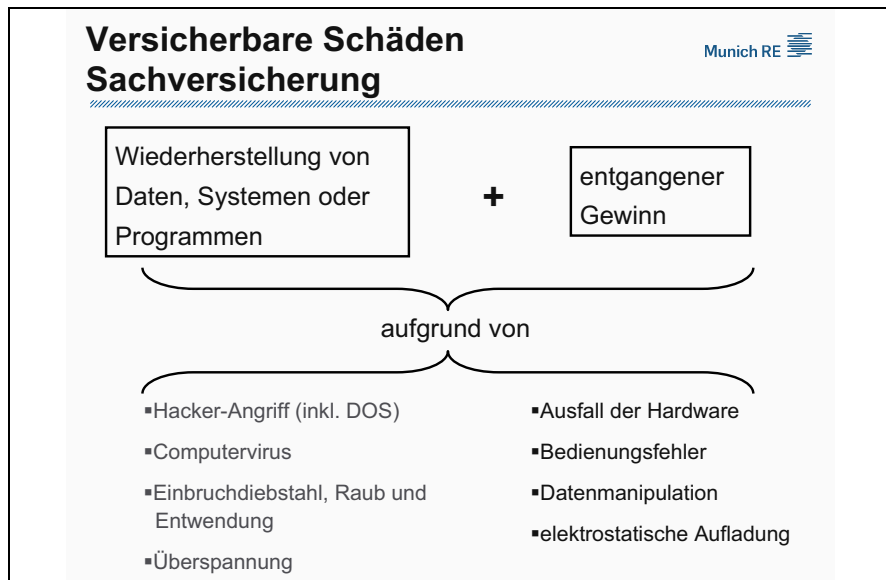 Versicherbare Schäden
Sachversicherung
Munich RE
Wiederherstellung von
Daten, Systemen oder
Programmen
+
entgangener
Gewinn
aufgrund von
▪Hacker-Angriff (inkl. DOS)
▪Computervirus
▪Einbruchdiebstahl, Raub und
Entwendung
▪Überspannung
▪Ausfall der Hardware
▪Bedienungsfehler
▪Datenmanipulation
▪elektrostatische Aufladung